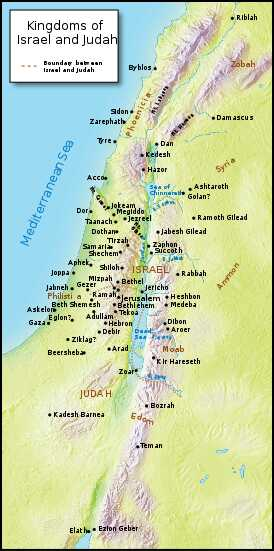 Kingdoms of
Israel and Judah
Boundary between
Israel and Judah
Riblah
Byblos
Zobah
Phoenicia
Mt. Lebanon
Sidon
Zarephath
Damascus
Tyre
Dan
Kedesh
Hazor
Syria
Mediterranean Sea
Acco
Sea of
Chinnereth
Ashtaroth
Golan?
Jokeam
Dor
Megiddo
Jezreel
Taanach
Ramoth Gilead
Dothan
Jabesh Gilead
Tirzah
Samaria
Zaphon
Shechem
Succoth
Aphek
Shiloh
ISRAEL
Joppa
Rabbah
Ammon
Mizpah
Bethel
Jabneh
Gezer
Jericho
Philistia
Ramah
Jerusalem
Heshbon
Beth Shemesh
Bethlehem
Medeba
Askelon
Tekoa
Adullam
Eglon?
Gaza
Hebron
Dibon
Debir
Dead
Sea
Aroer
Ziklag?
Beersheba
Arad
Moab
Kir Hareseth
Zoar
JUDAH
Bozrah
Kadesh Barnea
Edom
Teman
Elath
Ezion Geber